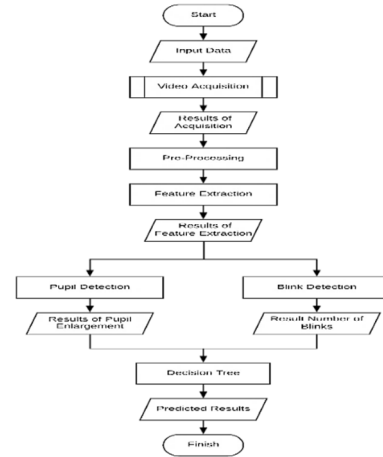 Start
Input Data
Video Acquisition
Results of
Acquisition
Pre-Processing
Feature Extraction
Results of
Feature Extraction
Pupil Detection
Blink Detection
Results of Pupil
Enlargement
Result Number of
Blinks
Decision Tree
Predicted Results
Finish